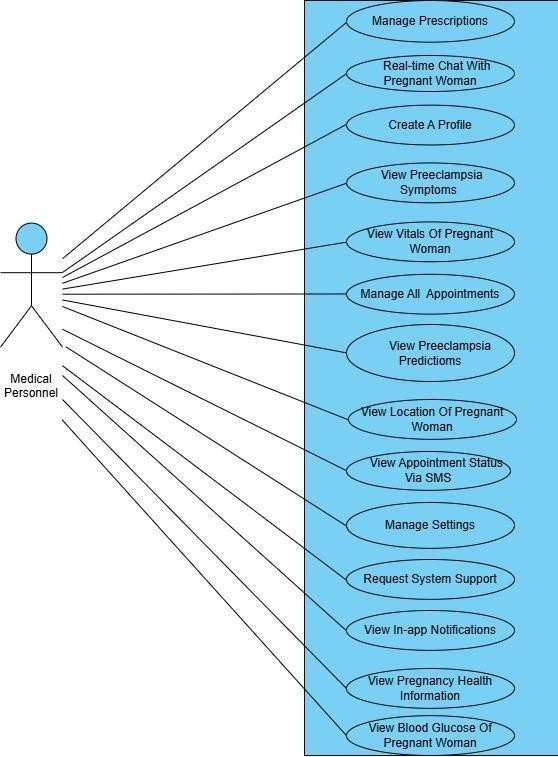 Manage Prescriptions
Real-time Chat With
Pregnant Woman
Create A Profile
View Preeclampsia
Symptoms
View Vitals Of Pregnant
Woman
Manage All Appointments
View Preeclampsia
Predictioms
View Location Of Pregnant
Woman
View Appointment Status
Via SMS
Manage Settings
Request System Support
View In-app Notifications
View Pregnancy Health
Information
View Blood Glucose Of
Pregnant Woman
Medical
Personnel